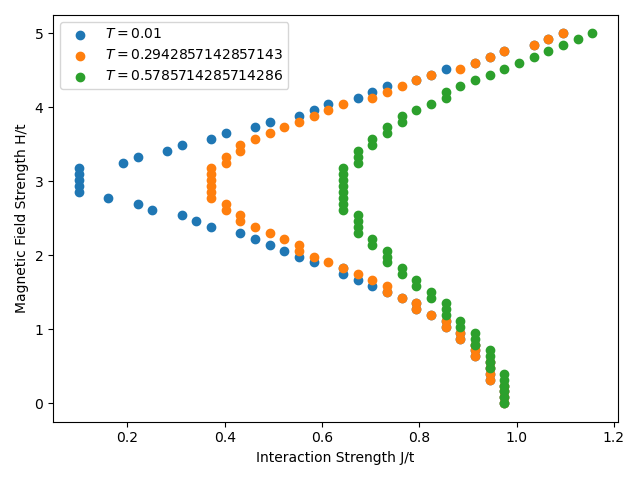 T = 0.01
T = 0.2942857142857143
T = 0.5785714285714286
Magnetic Field Strength H/t
5
4
3
2
1
0
0.2 0.4 0.6 0.8 1.0 1.2
Interaction Strength J/t